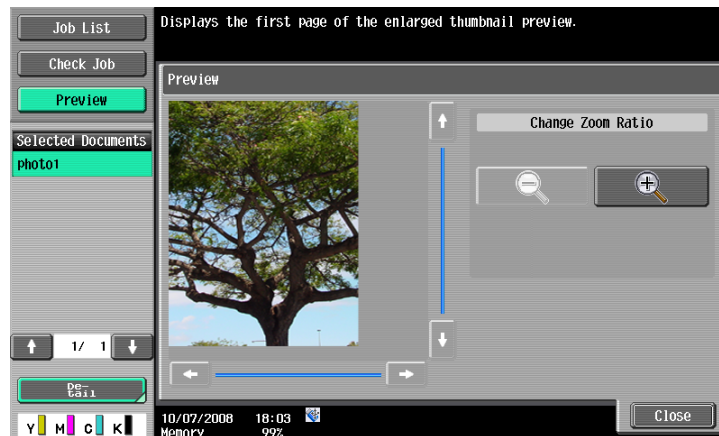 Job List
Check Job
Preview
Selected Documents
photo1
1/ 1
De-
tail
Y M C K
Displays the first page of the enlarged thumbnail preview.
Preview
Change Zoom Ratio
10/07/2008 18:03
Memory 99%
Close